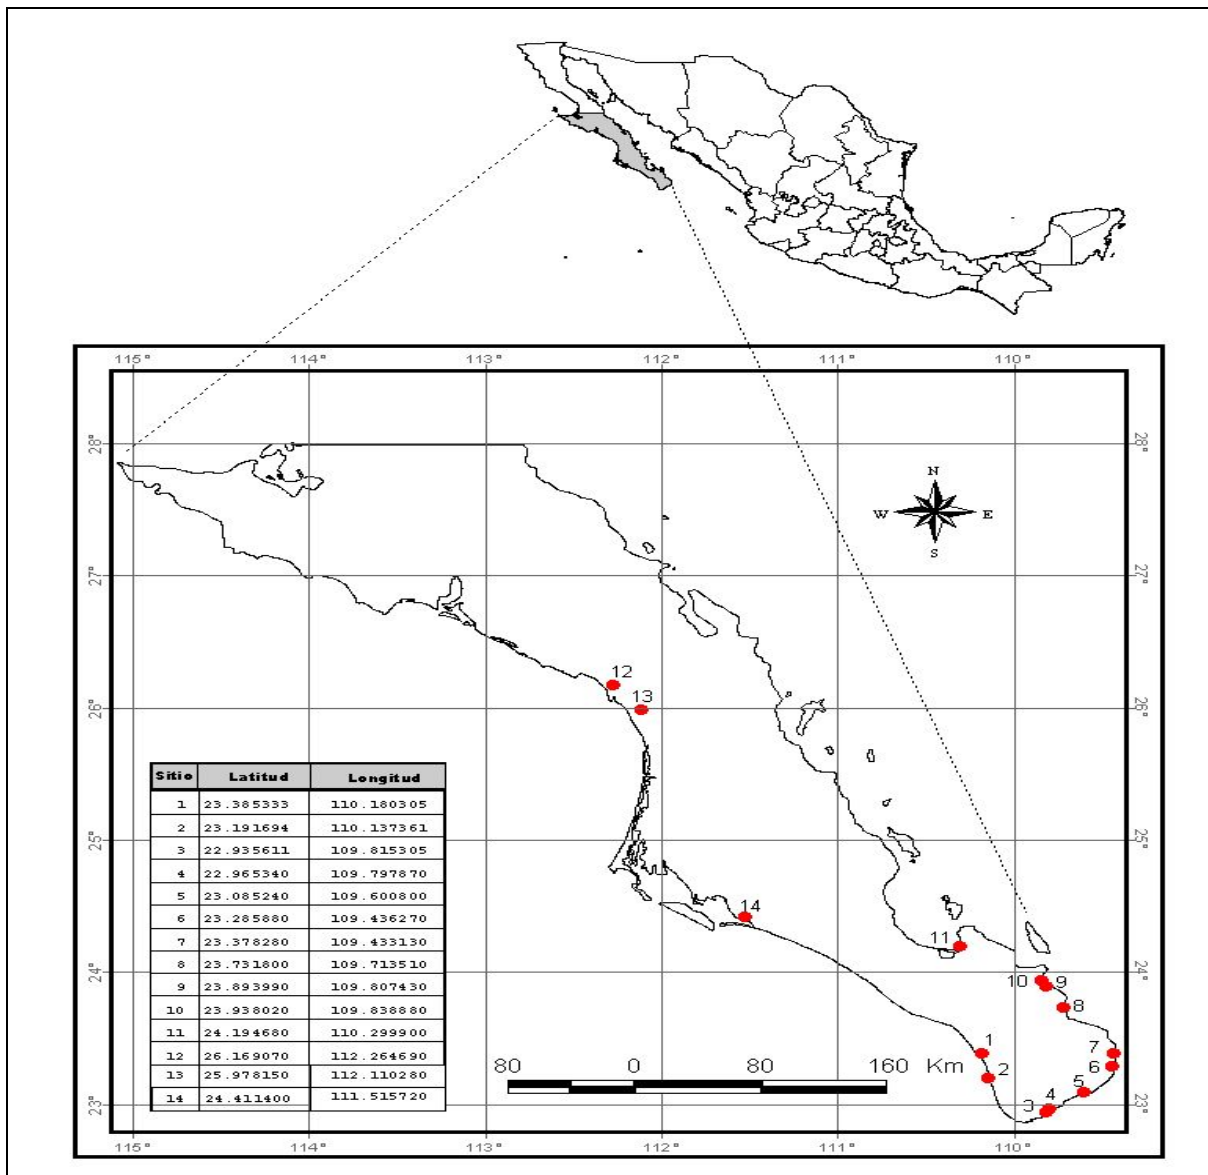 115° 114° 113° 112° 111° 110°
28° 28°
N
W E
S
27° 27°
12
13
26° 26°
Sitio Latitud Longitud
1 23.385333 110.180305
2 23.191694 110.137361
3 22.935611 109.815305
4 22.965340 109.797870
5 23.085240 109.600800
6 23.285880 109.436270
7 23.378280 109.433130
8 23.731800 109.713510
9 23.893990 109.807430
10 23.938020 109.838880
11 24.194680 110.299900
12 26.169070 112.264690
13 25.978150 112.110280
14 24.411400 111.515720
25° 25°
14
11
24° 24°
10 9
8
1 7
2 6
5
3 4
80 0 80 160 Km
23° 23°
115° 114° 113° 112° 111° 110°